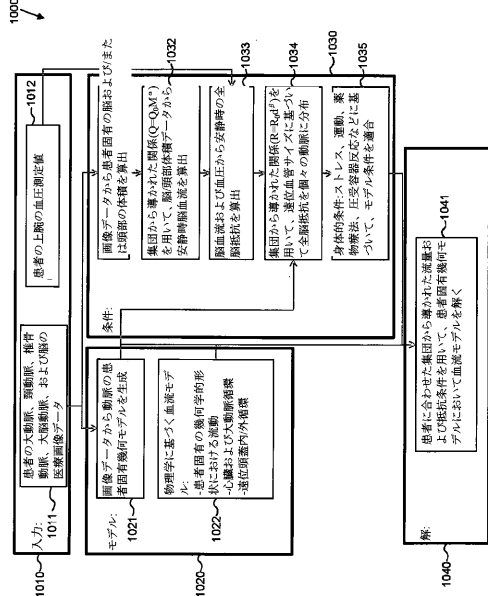 1000
1010
入力:
1011
患者の大動脈、頸動脈、椎骨
動脈、大脳動脈、および脳の
医療画像データ
1012
患者の上腕の血圧測定値
1020
モデル:
1021
画像データから動脈の患
者固有幾何モデルを生成
1022
物理学に基づく血流モデ
ル:
-患者固有の幾何学的形
状における流動
-心臓および大動脈循環
-遠位頭蓋内/外循環
1030
条件:
画像データから患者固有の脳および/また
は頭部の体積を算出
1032
集団から導かれた関係(Q=Q₀Mᵅ)
を用いて、脳/頭部体積データから
安静時脳血流を算出
1033
脳血流および血圧から安静時の全
脳抵抗を算出
1034
集団から導かれた関係(R=R₀dᵝ)を
用いて、遠位血管サイズに基づい
て全脳抵抗を個々の動脈に分布
1035
身体的条件:ストレス、運動、薬
物療法、圧受容器反応などに基
づいて、モデル条件を適合
1040
解:
1041
患者に合わせた集団から導かれた流量お
よび抵抗条件を用いて、患者固有幾何モ
デルにおいて血流モデルを解く